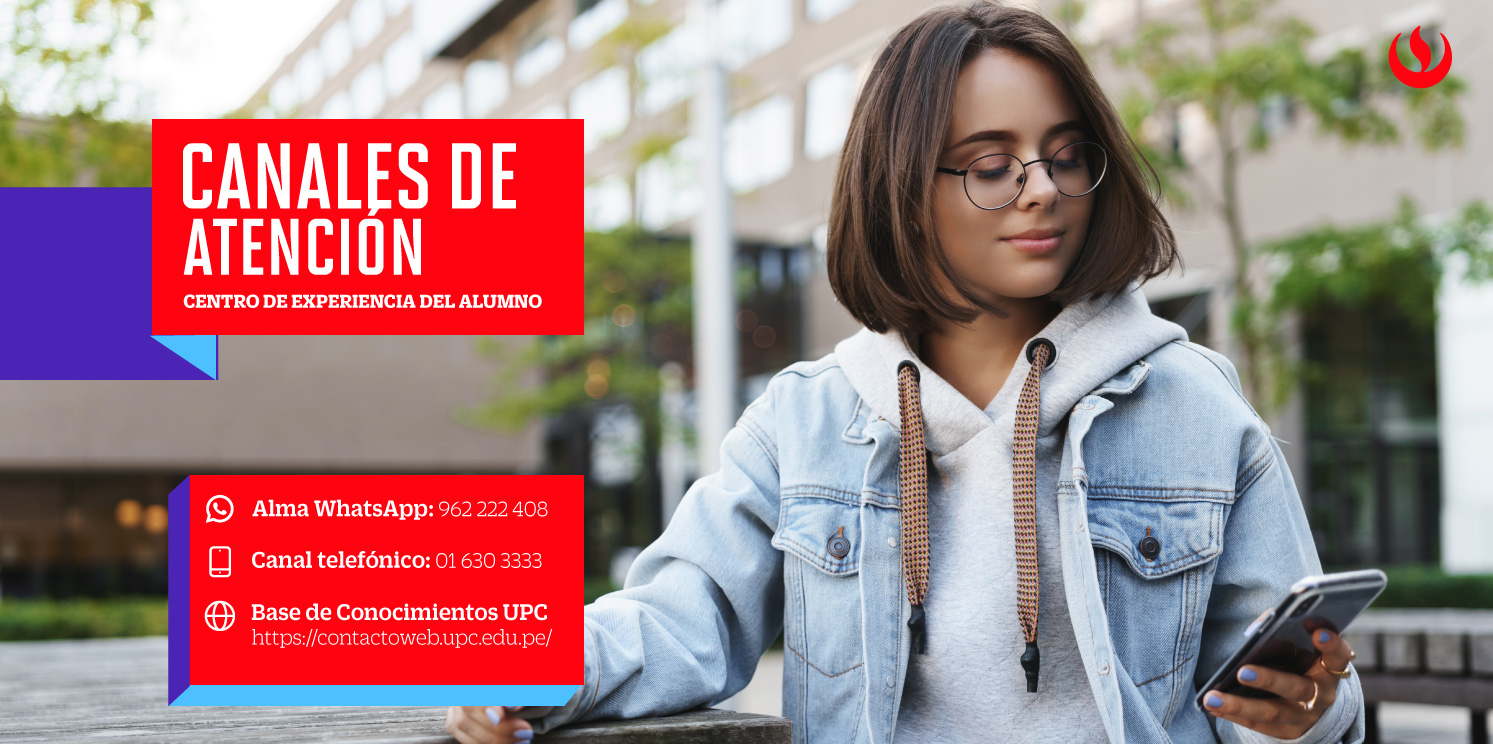 CANALES DE
ATENCIÓN
CENTRO DE EXPERIENCIA DEL ALUMNO
Alma WhatsApp: 962 222 408
Canal telefónico: 01 630 3333
Base de Conocimientos UPC
https://contactoweb.upc.edu.pe/